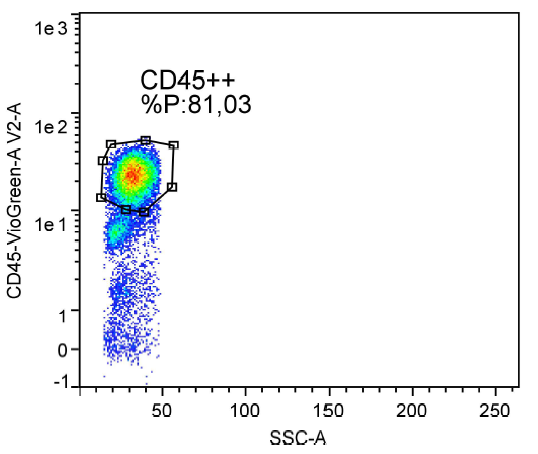 CD45++
%P:81,03
CD45-VioGreen-A V2-A
1e3
1e2
1e1
1
0
-1
50 100 150 200 250
SSC-A